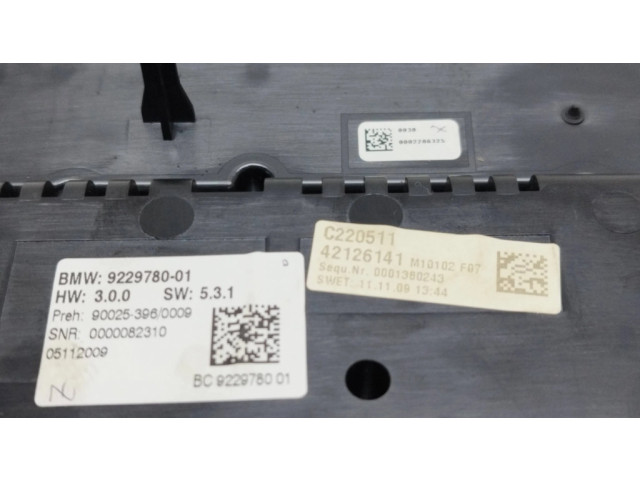 0038
C220511
42126141 M10102 F07
Sequ.Nr. 0001380243
SWET. 11.11.09 13:44
BMW: 9229780-01
HW: 3.0.0 SW: 5.3.1
Preh: 90025-396/0009
SNR: 0000082310
05112009
BC 9229780 01